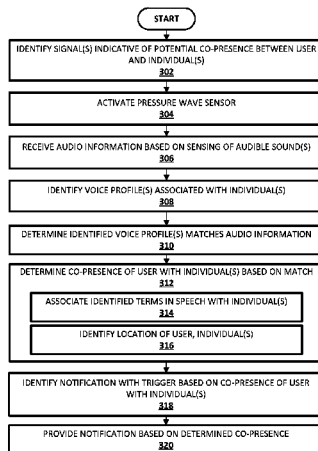 START
IDENTIFY SIGNAL(S) INDICATIVE OF POTENTIAL CO-PRESENCE BETWEEN USER
AND INDIVIDUAL(S)
302
ACTIVATE PRESSURE WAVE SENSOR
304
RECEIVE AUDIO INFORMATION BASED ON SENSING OF AUDIBLE SOUND(S)
306
IDENTIFY VOICE PROFILE(S) ASSOCIATED WITH INDIVIDUAL(S)
308
DETERMINE IDENTIFIED VOICE PROFILE(S) MATCHES AUDIO INFORMATION
310
DETERMINE CO-PRESENCE OF USER WITH INDIVIDUAL(S) BASED ON MATCH
312
ASSOCIATE IDENTIFIED TERMS IN SPEECH WITH INDIVIDUAL(S)
314
IDENTIFY LOCATION OF USER, INDIVIDUAL(S)
316
IDENTIFY NOTIFICATION WITH TRIGGER BASED ON CO-PRESENCE OF USER
WITH INDIVIDUAL(S)
318
PROVIDE NOTIFICATION BASED ON DETERMINED CO-PRESENCE
320